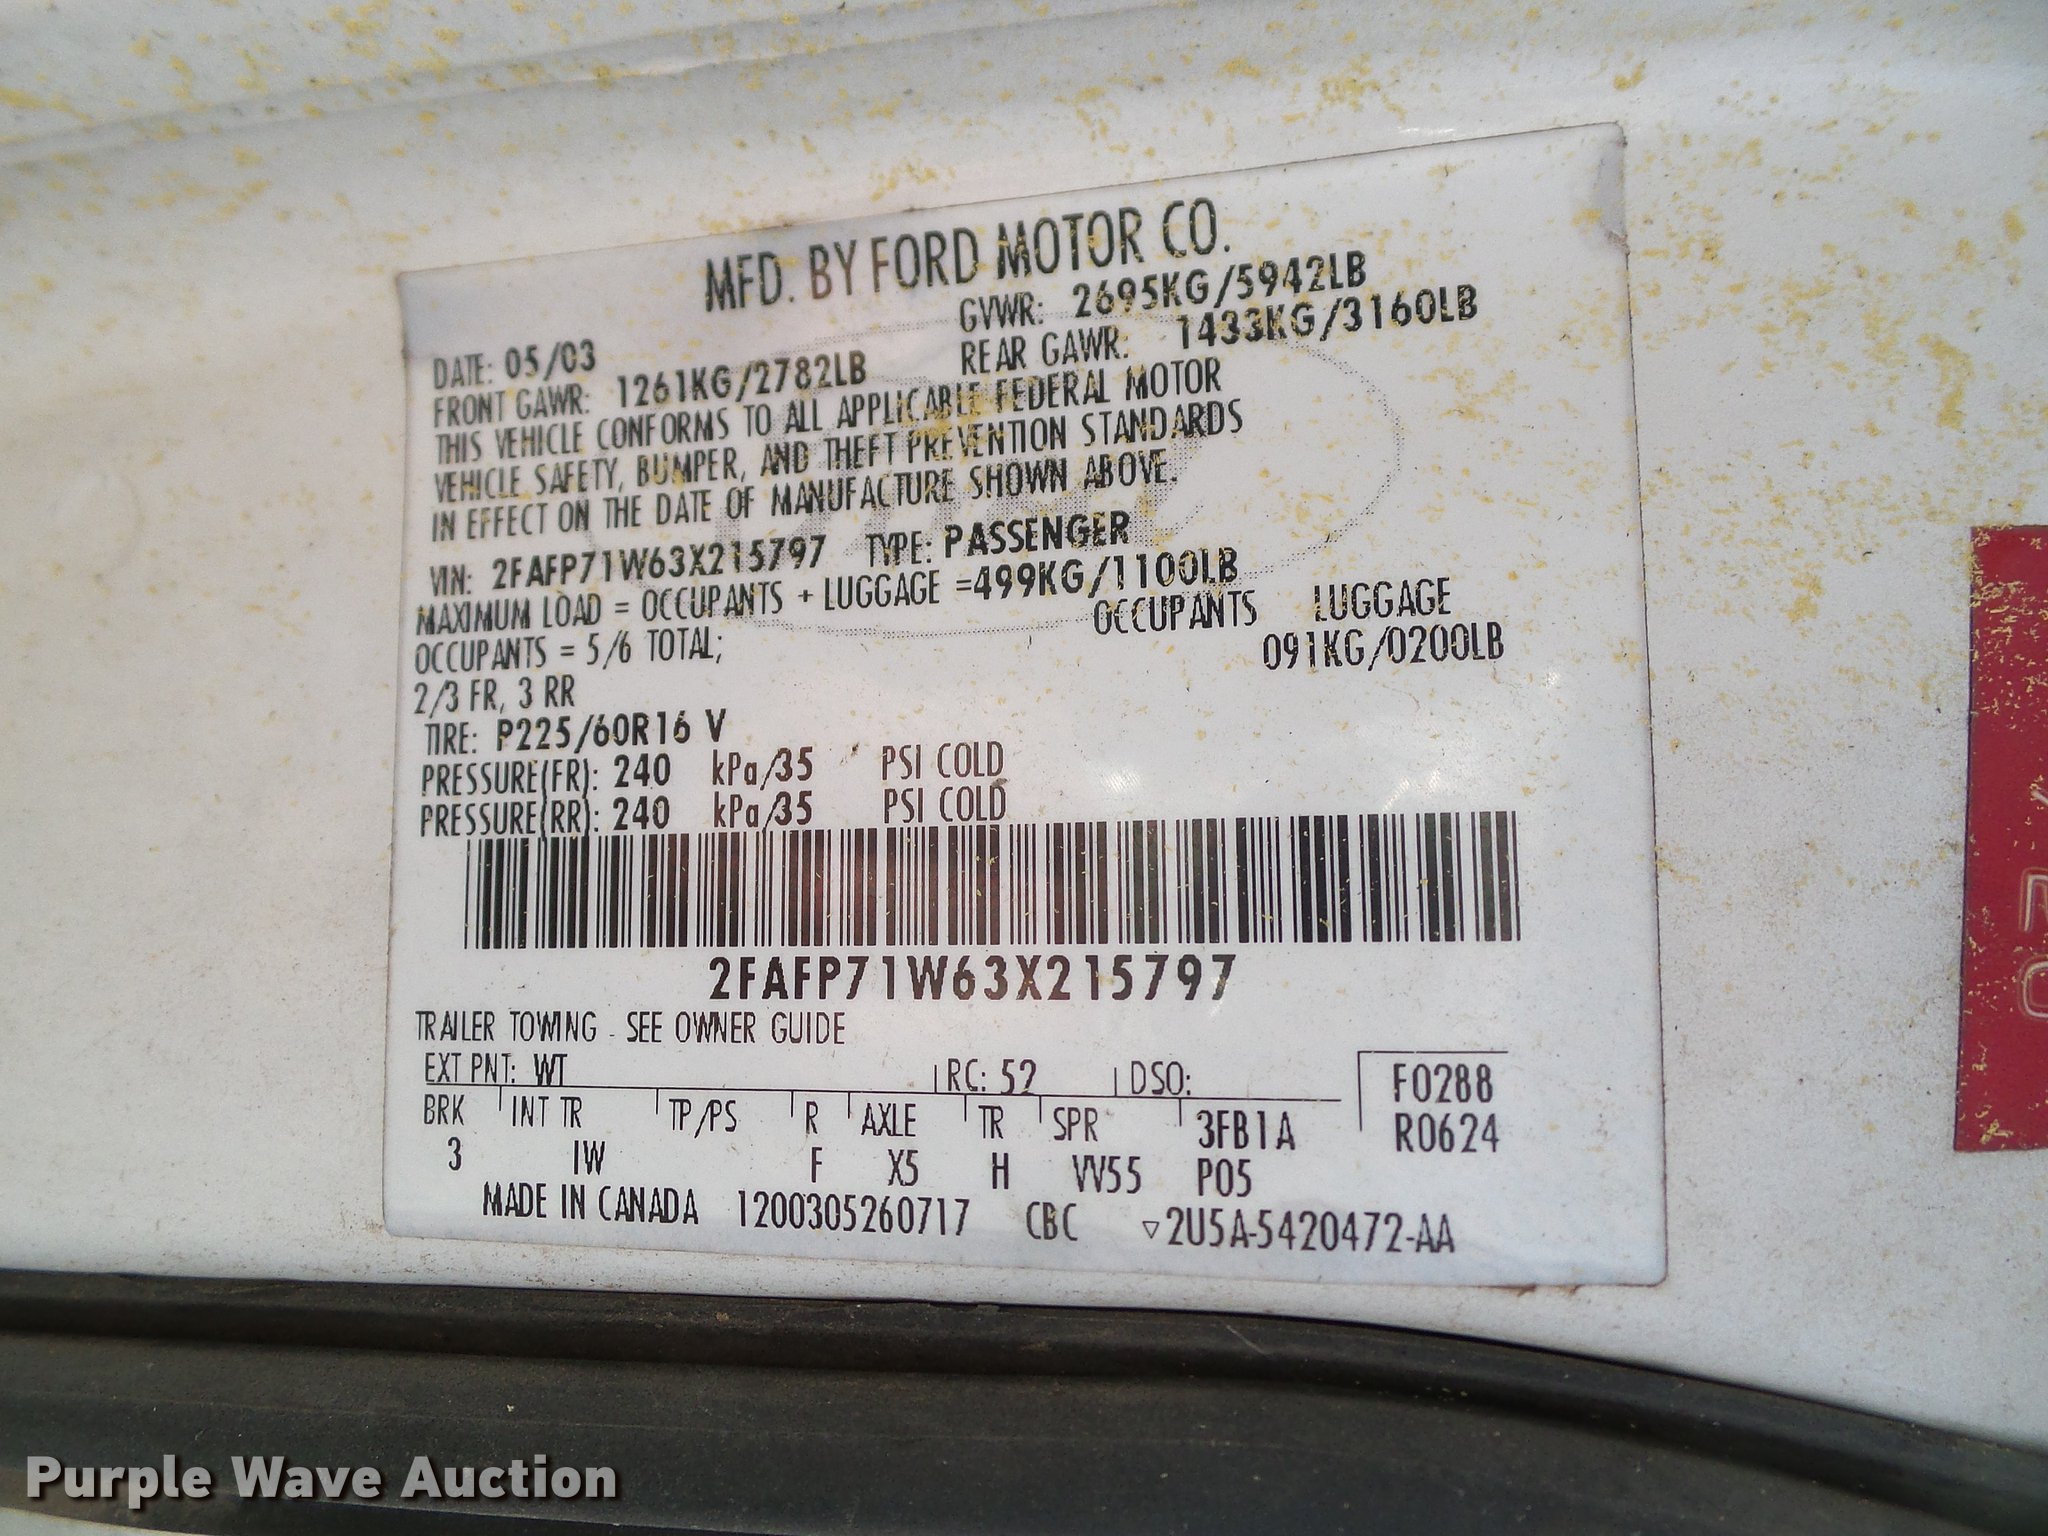 MFD. BY FORD MOTOR CO.
DATE: 05/03 GVWR: 2695KG/5942LB
FRONT GAWR: 1261KG/2782LB REAR GAWR: 1433KG/3160LB
THIS VEHICLE CONFORMS TO ALL APPLICABLE FEDERAL MOTOR
VEHICLE SAFETY, BUMPER, AND THEFT PREVENTION STANDARDS
IN EFFECT ON THE DATE OF MANUFACTURE SHOWN ABOVE.
VIN: 2FAFP71W63X215797 TYPE: PASSENGER
MAXIMUM LOAD = OCCUPANTS + LUGGAGE =499KG/1100LB
OCCUPANTS = 5/6 TOTAL; OCCUPANTS LUGGAGE
2/3 FR, 3 RR 091KG/0200LB
TIRE: P225/60R16 V
PRESSURE(FR): 240 kPa/35 PSI COLD
PRESSURE(RR): 240 kPa/35 PSI COLD
2FAFP71W63X215797
TRAILER TOWING - SEE OWNER GUIDE
EXT PNT: WT RC: 52 DSO: F0288
BRK INT TR TP/PS R AXLE TR SPR 3FB1A R0624
3 IW F X5 H VV55 P05
MADE IN CANADA 1200305260717 CBC ▽2U5A-5420472-AA
Purple Wave Auction